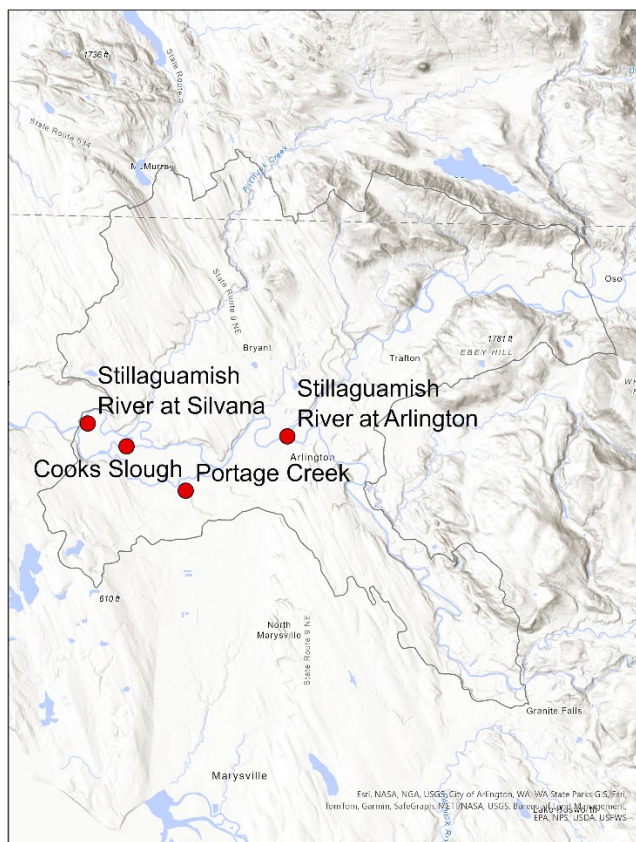 1736 ft
State Route 9
State Route 534
McMurray
Pilchuck Creek
State Route 9 NE
Oso
Bryant
1781 ft
Trafton
EBEY HILL
Stillaguamish
River at Silvana
Stillaguamish
River at Arlington
Arlington
Cooks Slough
Portage Creek
610 ft
North
Marysville
State Route 9 NE
Granite Falls
Marysville
Lake Bosworth
Esri, NASA, NGA, USGS, City of Arlington, WA, WA State Parks GIS, Esri,
TomTom, Garmin, SafeGraph, METI/NASA, USGS, Bureau of Land Management,
EPA, NPS, USDA, USFWS